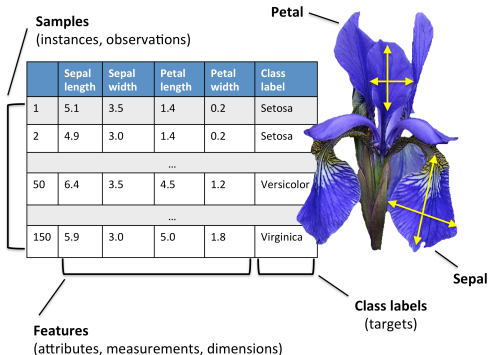 Samples
(instances, observations)
Petal
Sepal length Sepal width Petal length Petal width Class label
1 5.1 3.5 1.4 0.2 Setosa
2 4.9 3.0 1.4 0.2 Setosa
...
50 6.4 3.5 4.5 1.2 Versicolor
...
150 5.9 3.0 5.0 1.8 Virginica
Sepal
Class labels
(targets)
Features
(attributes, measurements, dimensions)